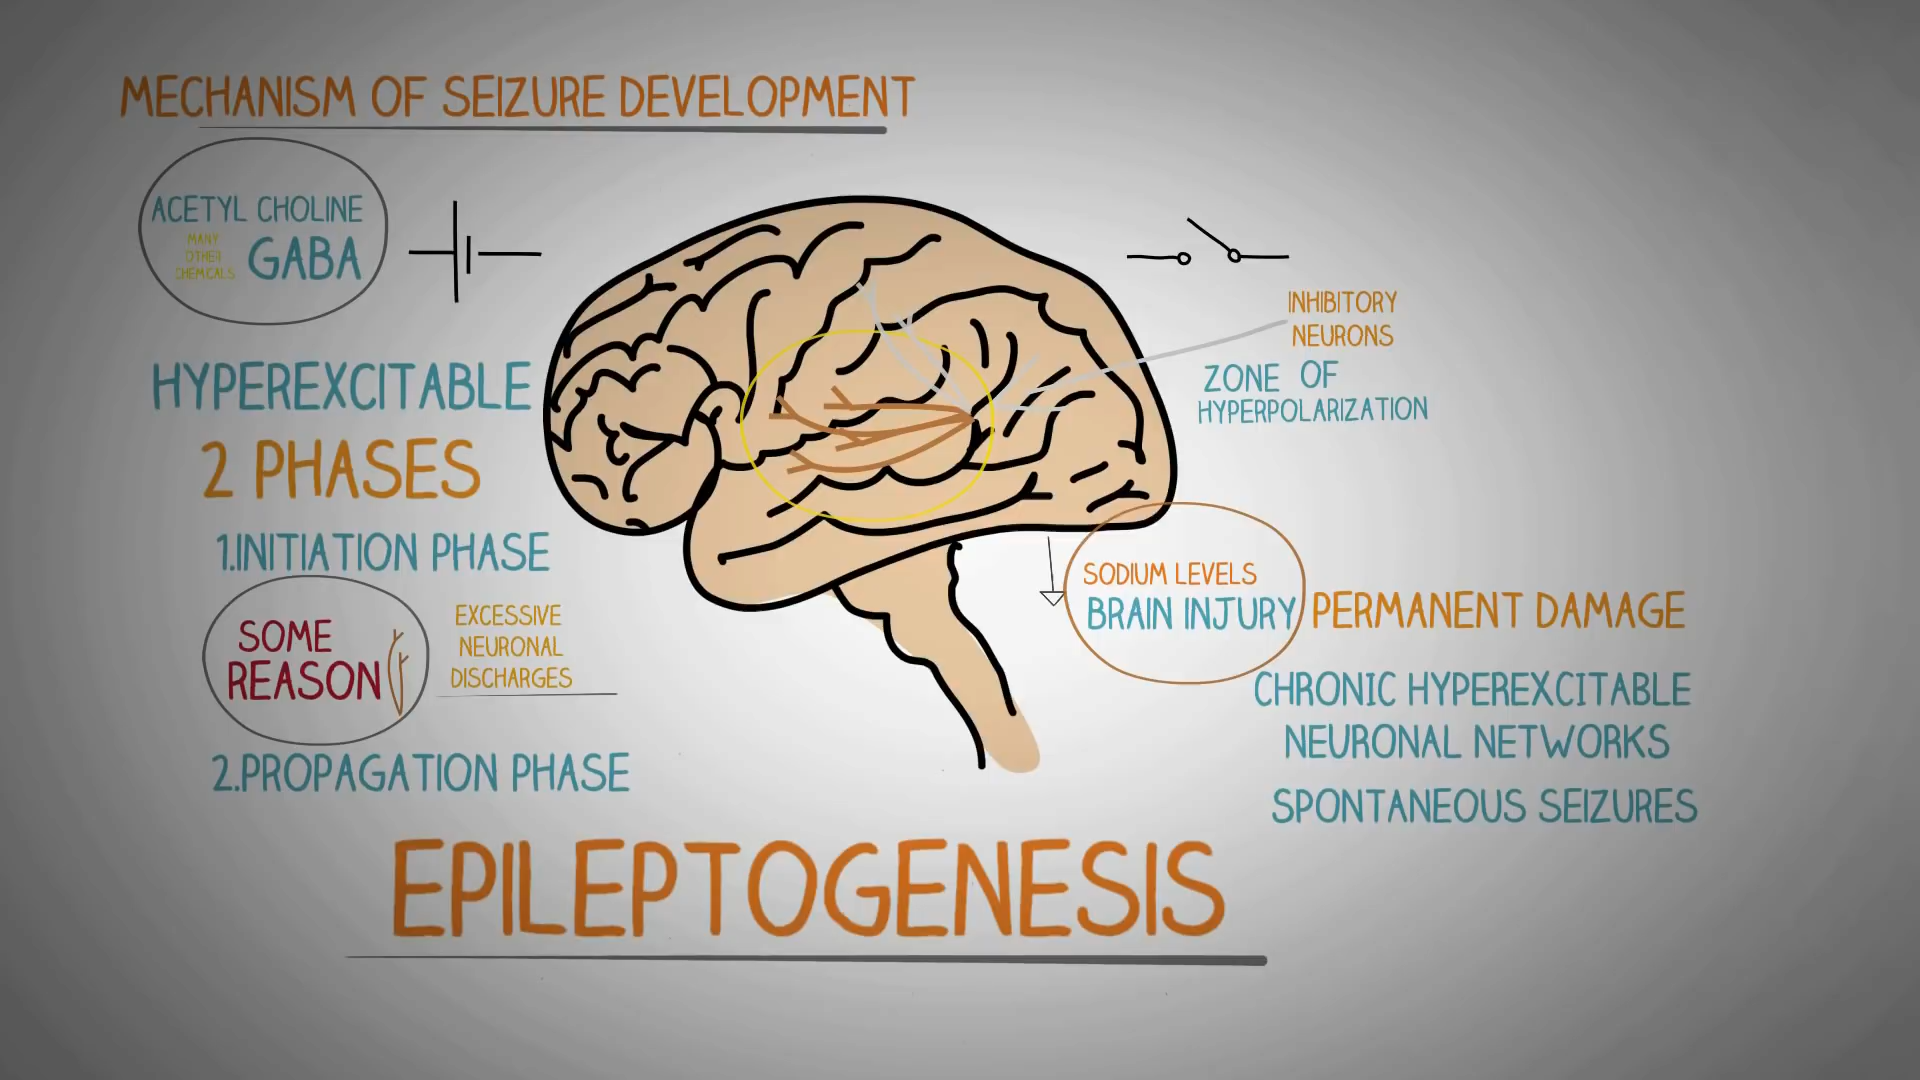 MECHANISM OF SEIZURE DEVELOPMENT
ACETYL CHOLINE
MANY
OTHER
CHEMICALS
GABA
HYPEREXCITABLE
2 PHASES
1.INITIATION PHASE
SOME
REASON
EXCESSIVE
NEURONAL
DISCHARGES
2.PROPAGATION PHASE
INHIBITORY
NEURONS
ZONE OF
HYPERPOLARIZATION
SODIUM LEVELS
BRAIN INJURY
PERMANENT DAMAGE
CHRONIC HYPEREXCITABLE
NEURONAL NETWORKS
SPONTANEOUS SEIZURES
EPILEPTOGENESIS